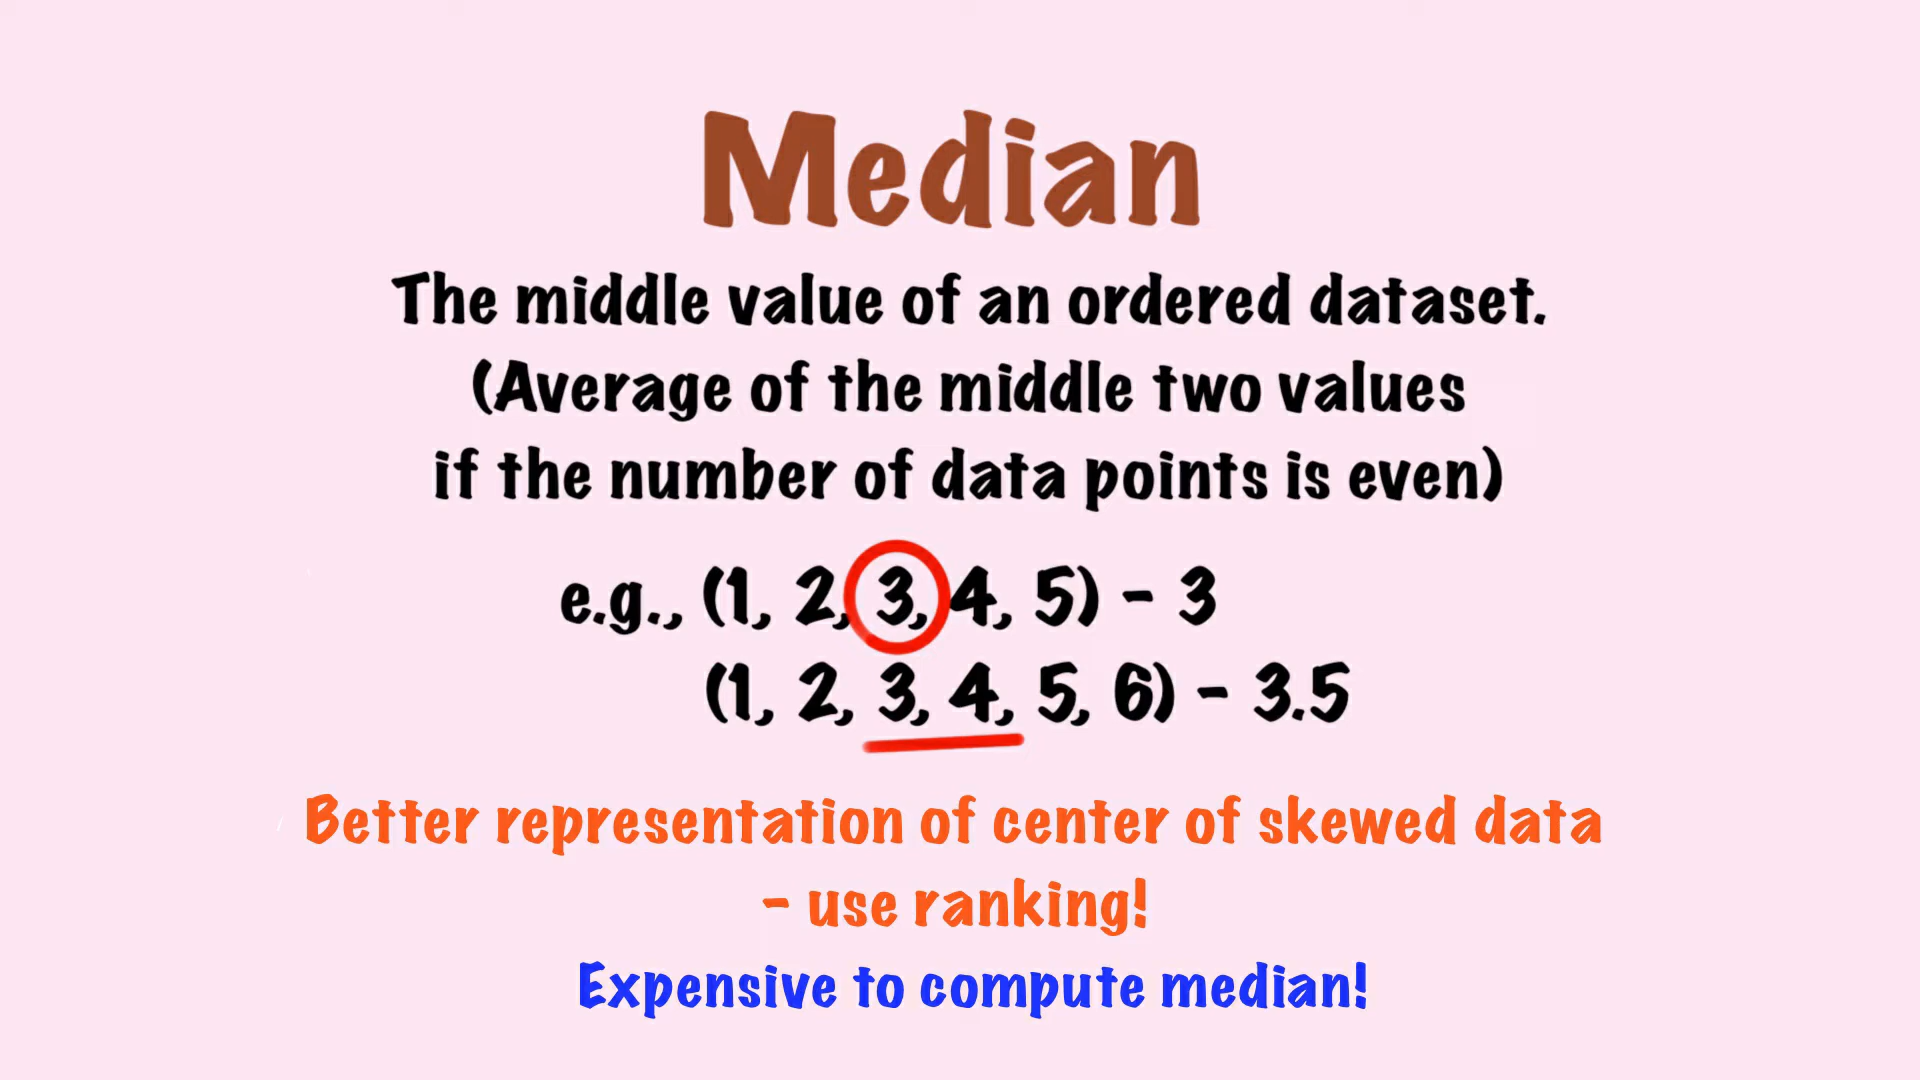 Median
The middle value of an ordered dataset.
(Average of the middle two values
if the number of data points is even)
e.g., (1, 2, 3, 4, 5) - 3
(1, 2, 3, 4, 5, 6) - 3.5
Better representation of center of skewed data
- use ranking!
Expensive to compute median!